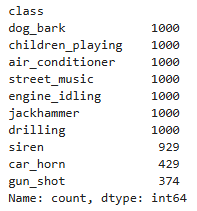 class
dog_bark 1000
children_playing 1000
air_conditioner 1000
street_music 1000
engine_idling 1000
jackhammer 1000
drilling 1000
siren 929
car_horn 429
gun_shot 374
Name: count, dtype: int64